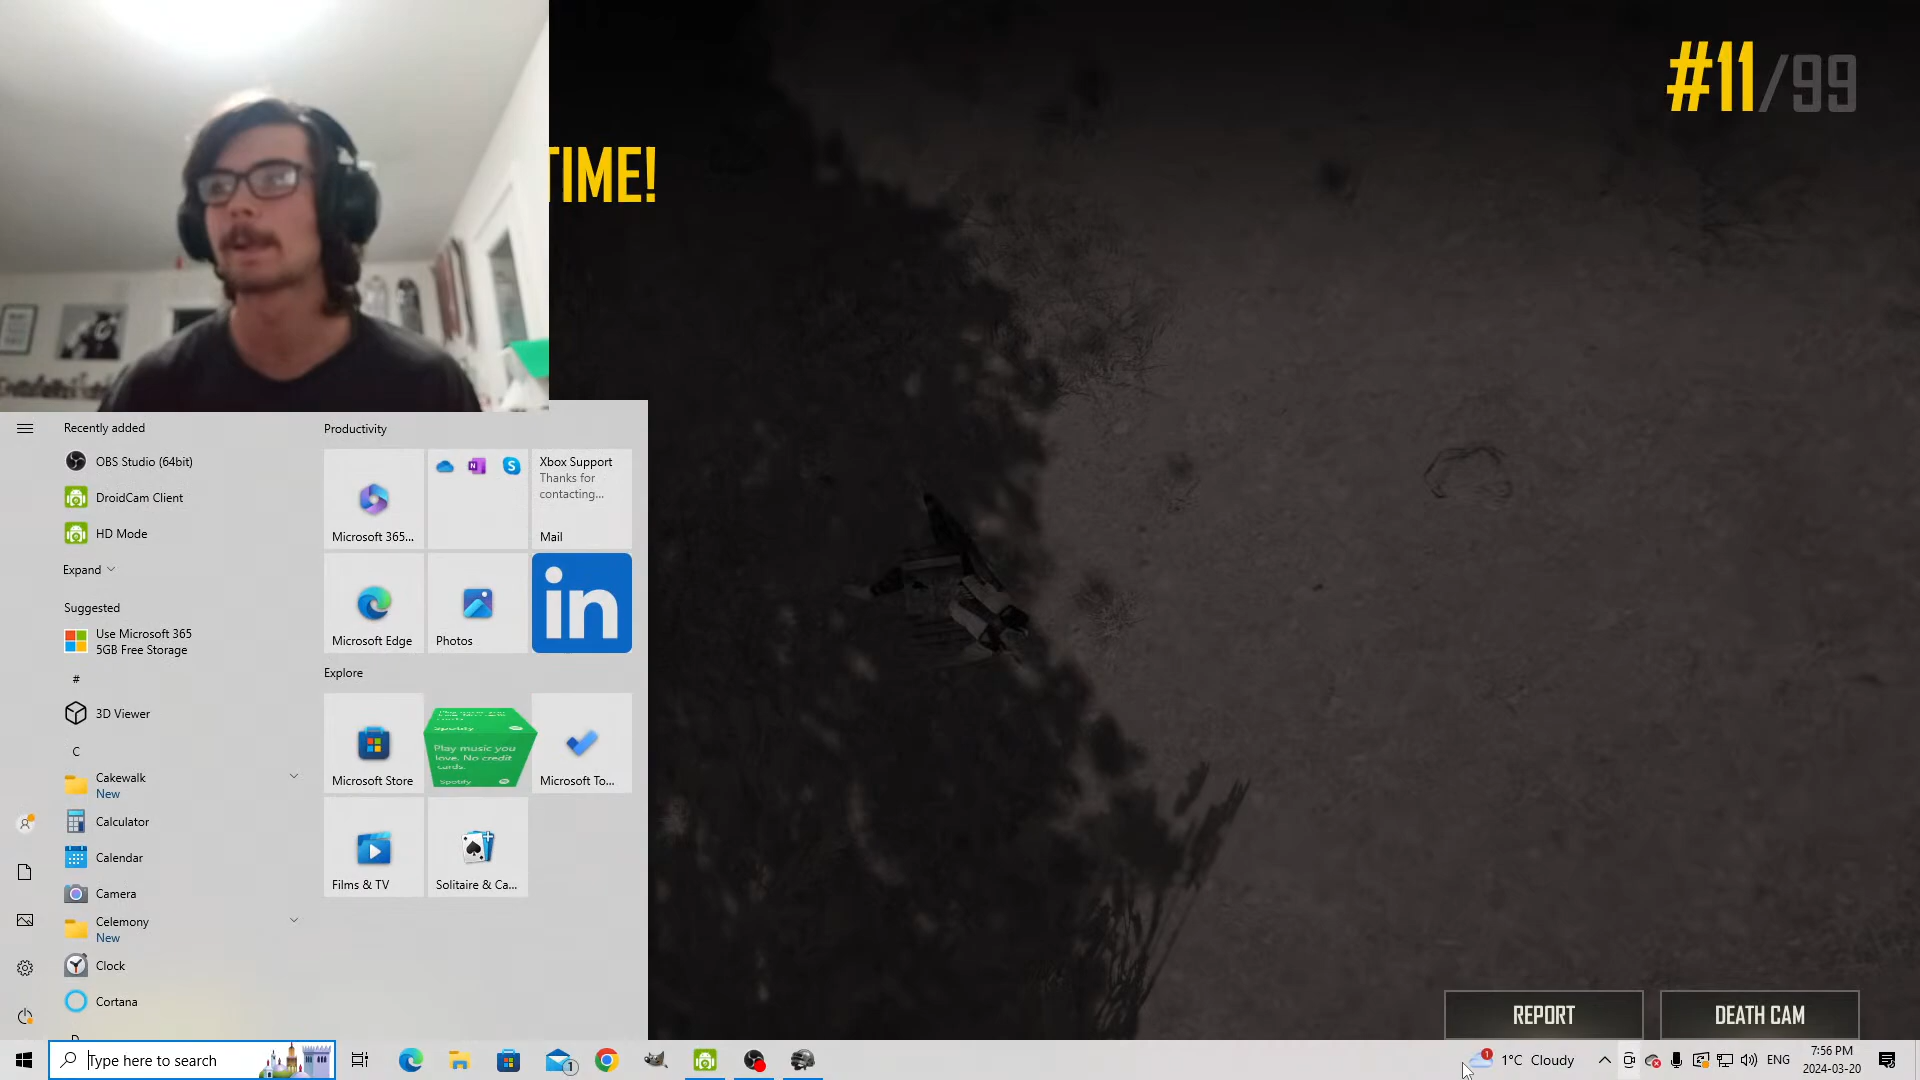 #11/99
TIME!
Recently added
OBS Studio (64bit)
DroidCam Client
HD Mode
Expand
Suggested
Use Microsoft 365
5GB Free Storage
#
3D Viewer
C
Cakewalk
New
Calculator
Calendar
Camera
Celemony
New
Clock
Cortana
Productivity
Microsoft 365...
Xbox Support
Thanks for
contacting...
Mail
Microsoft Edge
Photos
in
Explore
Microsoft Store
Spotify
Play music you
love. No credit
cards.
Spotify
Microsoft To...
Films & TV
Solitaire & Ca...
REPORT
DEATH CAM
Type here to search
1
1
1°C Cloudy
ENG
7:56 PM
2024-03-20